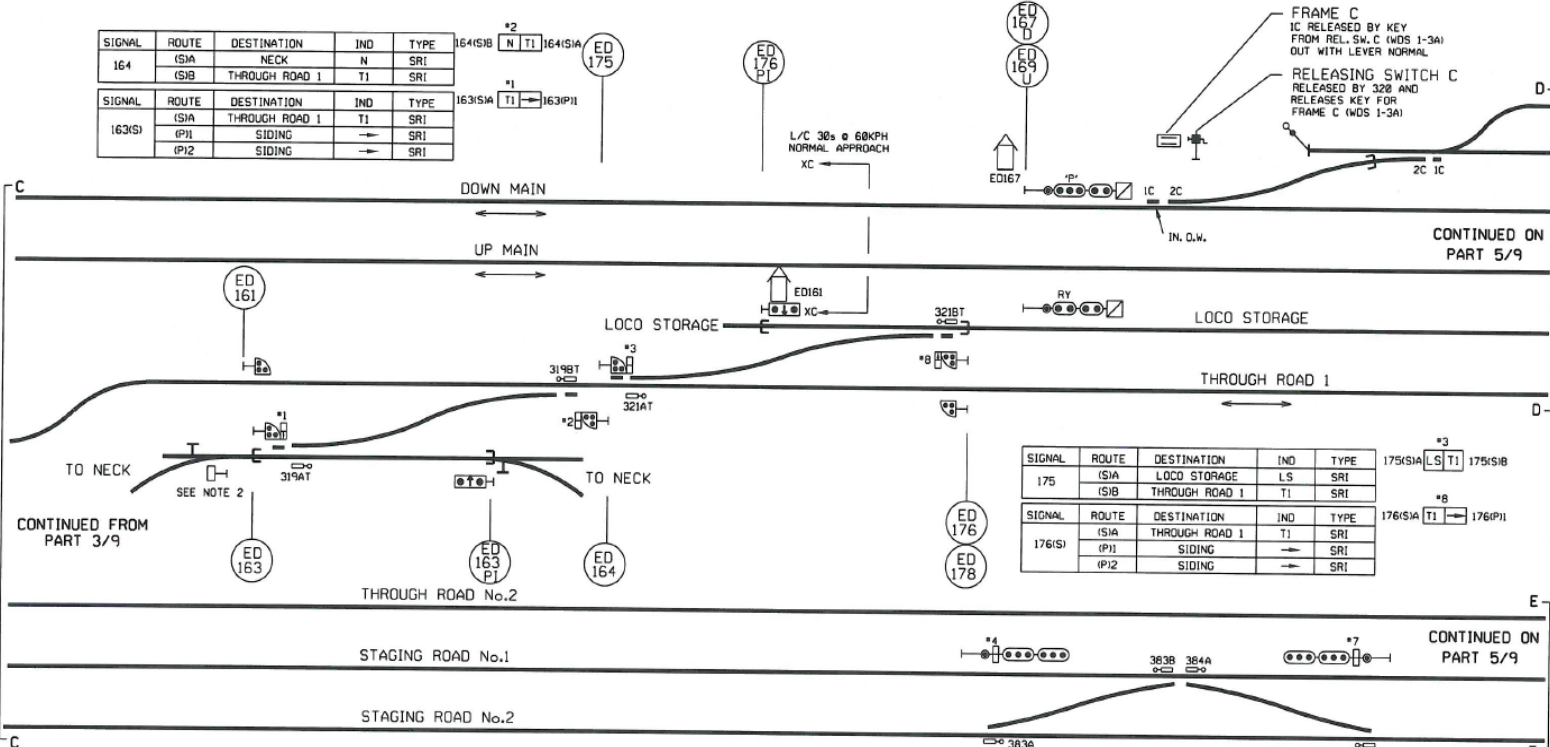 SIGNAL ROUTE DESTINATION IND TYPE
164 (S)A NECK N SRI
(S)B THROUGH ROAD 1 T1 SRI
*2
164(S)B N T1 164(S)A
SIGNAL ROUTE DESTINATION IND TYPE
163(S) (S)A THROUGH ROAD 1 T1 SRI
(P)1 SIDING → SRI
(P)2 SIDING → SRI
*1
163(S)A T1 → 163(P)1
ED
175
ED
176
PI
ED
167
D
ED
169
U
FRAME C
1C RELEASED BY KEY
FROM REL. SW. C (WDS 1-3A)
OUT WITH LEVER NORMAL
RELEASING SWITCH C
RELEASED BY 320 AND
RELEASES KEY FOR
FRAME C (WDS 1-3A)
D
L/C 30s @ 60KPH
NORMAL APPROACH
XC
ED167
'P'
1C 2C
2C 1C
IN. O.W.
C
DOWN MAIN
UP MAIN
CONTINUED ON
PART 5/9
ED
161
ED161
XC
RY
LOCO STORAGE
321BT
LOCO STORAGE
*3
*8
319BT
321AT
THROUGH ROAD 1
D
*1
*2
TO NECK
319AT
TO NECK
SEE NOTE 2
CONTINUED FROM
PART 3/9
ED
163
ED
163
PI
ED
164
ED
176
ED
178
SIGNAL ROUTE DESTINATION IND TYPE
175 (S)A LOCO STORAGE LS SRI
(S)B THROUGH ROAD 1 T1 SRI
*3
175(S)A LS T1 175(S)B
SIGNAL ROUTE DESTINATION IND TYPE
176(S) (S)A THROUGH ROAD 1 T1 SRI
(P)1 SIDING → SRI
(P)2 SIDING → SRI
*8
176(S)A T1 → 176(P)1
THROUGH ROAD No.2
E
STAGING ROAD No.1
*4
383B 384A
*7
CONTINUED ON
PART 5/9
STAGING ROAD No.2
C
383A